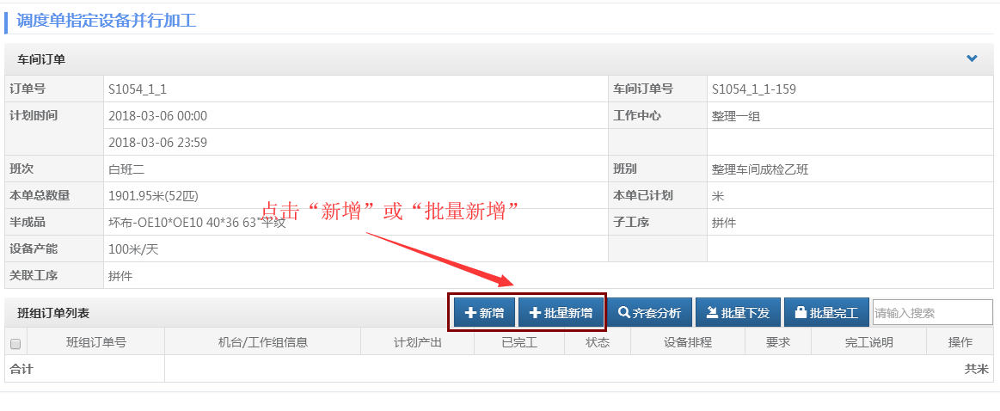 调度单指定设备并行加工
车间订单
订单号 S1054_1_1 车间订单号 S1054_1_1-159
计划时间 2018-03-06 00:00 工作中心 整理一组
2018-03-06 23:59
班次 白班二 班别 整理车间成检乙班
本单总数量 1901.95米(52匹) 本单已计划 米
点击“新增”或“批量新增”
半成品 坏布-OE10*OE10 40*36 63"平纹 子工序 拼件
设备产能 100米/天
关联工序 拼件
班组订单列表 新增 批量新增 齐套分析 批量下发 批量完工 请输入搜索
班组订单号 机台/工作组信息 计划产出 已完工 状态 设备排程 要求 完工说明 操作
合计 共米